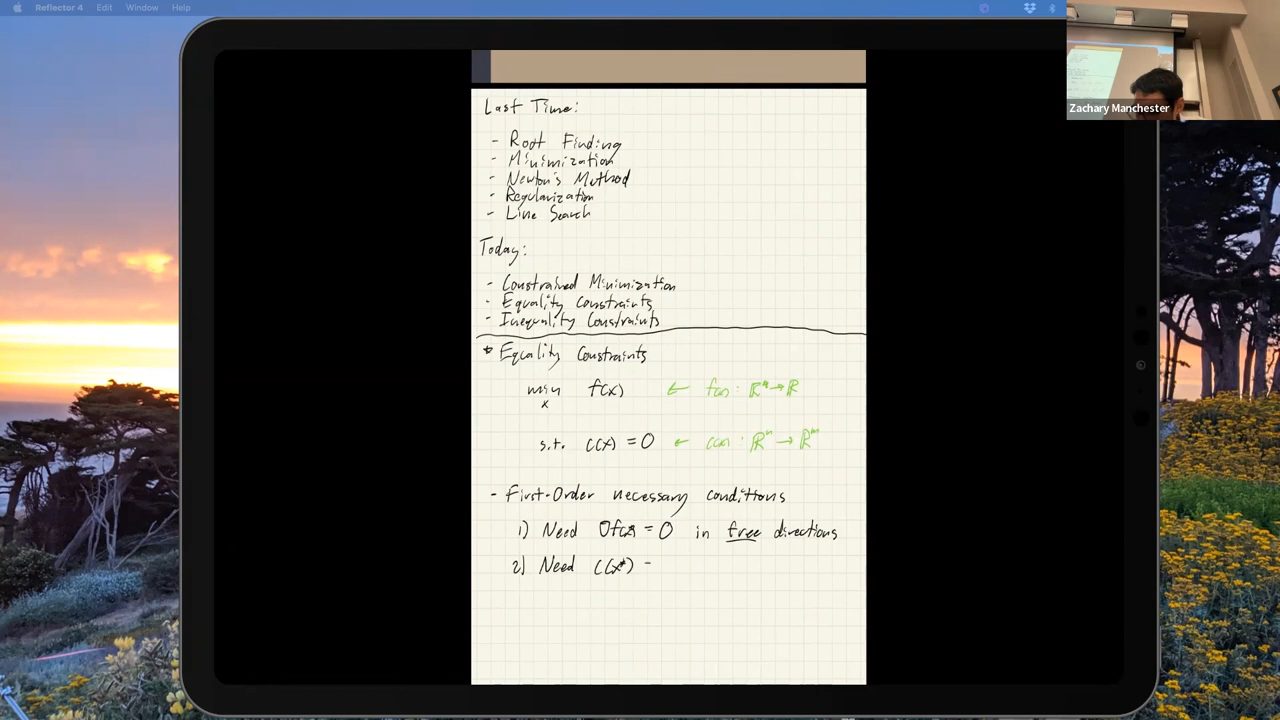 Reflector 4 Edit Window Help
Zachary Manchester
Last Time:
- Root Finding
- Minimization
- Newton's Method
- Regularization
- Line Search
Today:
- Constrained Minimization
- Equality Constraints
- Inequality Constraints
* Equality Constraints
min f(x) ← f(x): ℝⁿ → ℝ
x
s.t. c(x) = 0 ← c(x): ℝⁿ → ℝᵐ
- First-Order necessary conditions
1) Need ∇f(x) = 0 in free directions
2) Need c(x*) =